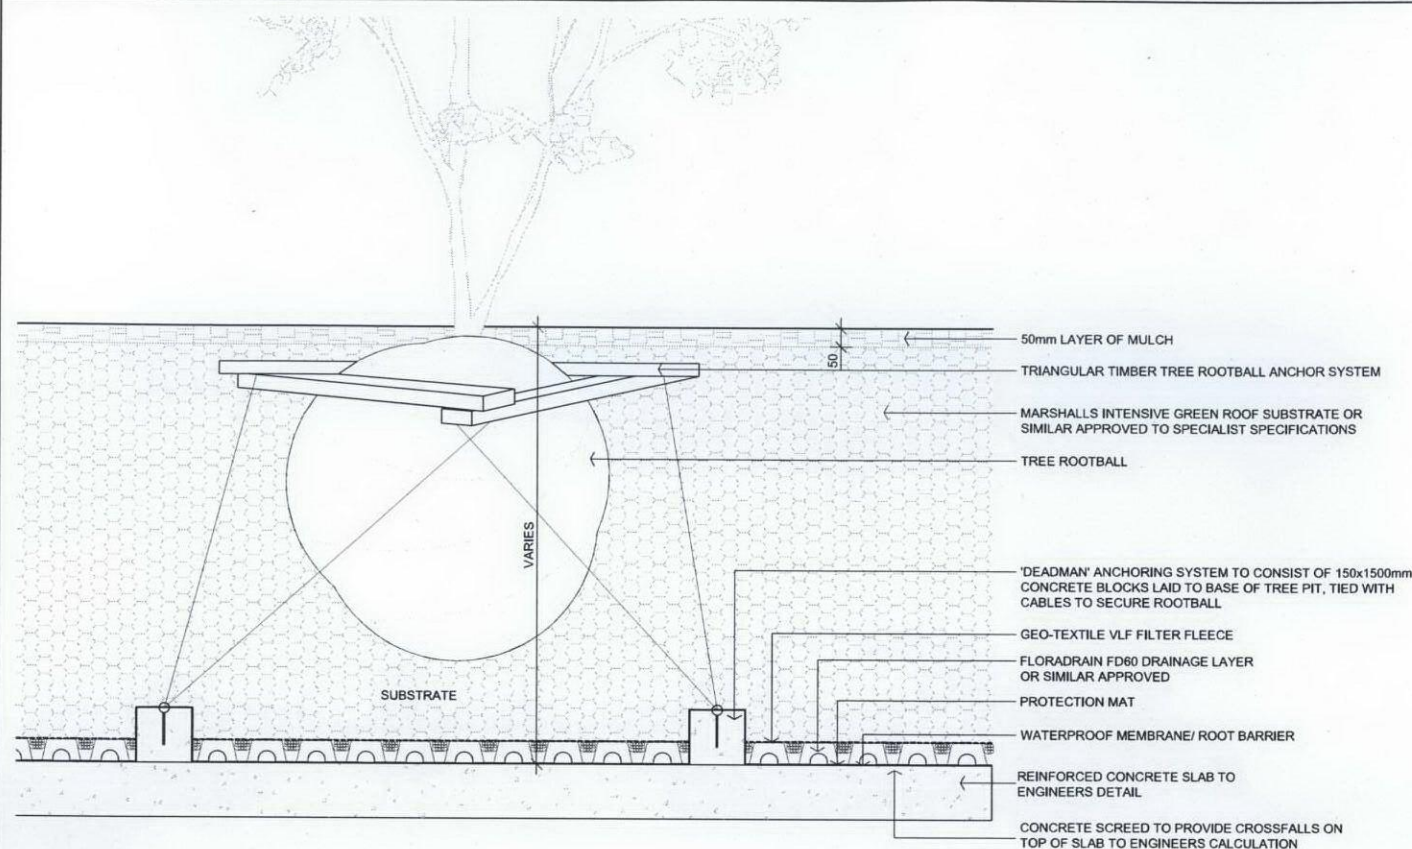 50mm LAYER OF MULCH
50
TRIANGULAR TIMBER TREE ROOTBALL ANCHOR SYSTEM
MARSHALLS INTENSIVE GREEN ROOF SUBSTRATE OR
SIMILAR APPROVED TO SPECIALIST SPECIFICATIONS
TREE ROOTBALL
VARIES
'DEADMAN' ANCHORING SYSTEM TO CONSIST OF 150x1500mm
CONCRETE BLOCKS LAID TO BASE OF TREE PIT, TIED WITH
CABLES TO SECURE ROOTBALL
GEO-TEXTILE VLF FILTER FLEECE
FLORADRAIN FD60 DRAINAGE LAYER
OR SIMILAR APPROVED
SUBSTRATE
PROTECTION MAT
WATERPROOF MEMBRANE/ ROOT BARRIER
REINFORCED CONCRETE SLAB TO
ENGINEERS DETAIL
CONCRETE SCREED TO PROVIDE CROSSFALLS ON
TOP OF SLAB TO ENGINEERS CALCULATION